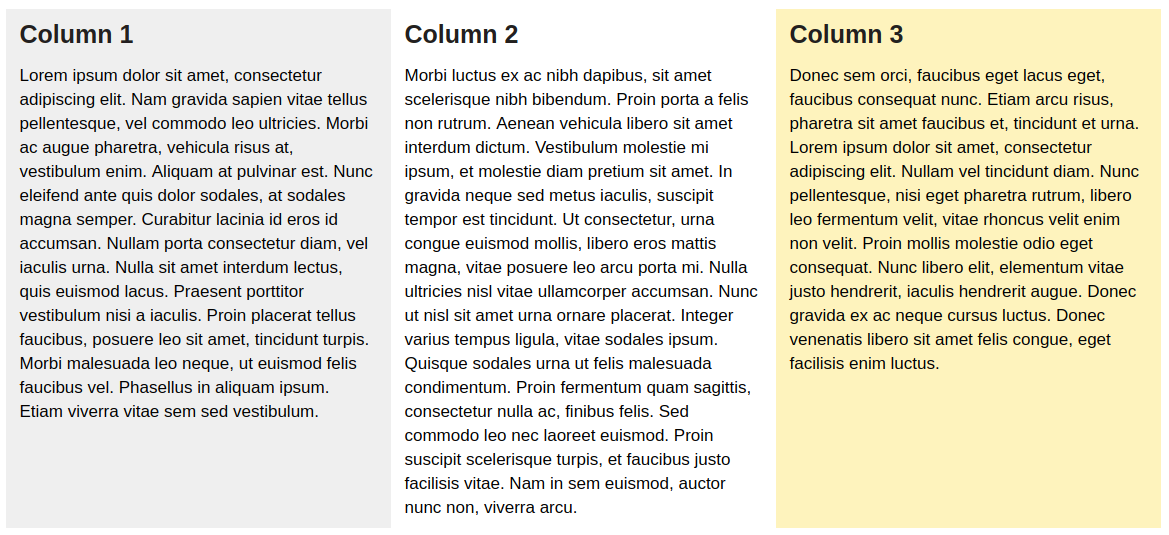 Column 1
Lorem ipsum dolor sit amet, consectetur
adipiscing elit. Nam gravida sapien vitae tellus
pellentesque, vel commodo leo ultricies. Morbi
ac augue pharetra, vehicula risus at,
vestibulum enim. Aliquam at pulvinar est. Nunc
eleifend ante quis dolor sodales, at sodales
magna semper. Curabitur lacinia id eros id
accumsan. Nullam porta consectetur diam, vel
iaculis urna. Nulla sit amet interdum lectus,
quis euismod lacus. Praesent porttitor
vestibulum nisi a iaculis. Proin placerat tellus
faucibus, posuere leo sit amet, tincidunt turpis.
Morbi malesuada leo neque, ut euismod felis
faucibus vel. Phasellus in aliquam ipsum.
Etiam viverra vitae sem sed vestibulum.
Column 2
Morbi luctus ex ac nibh dapibus, sit amet
scelerisque nibh bibendum. Proin porta a felis
non rutrum. Aenean vehicula libero sit amet
interdum dictum. Vestibulum molestie mi
ipsum, et molestie diam pretium sit amet. In
gravida neque sed metus iaculis, suscipit
tempor est tincidunt. Ut consectetur, urna
congue euismod mollis, libero eros mattis
magna, vitae posuere leo arcu porta mi. Nulla
ultricies nisl vitae ullamcorper accumsan. Nunc
ut nisl sit amet urna ornare placerat. Integer
varius tempus ligula, vitae sodales ipsum.
Quisque sodales urna ut felis malesuada
condimentum. Proin fermentum quam sagittis,
consectetur nulla ac, finibus felis. Sed
commodo leo nec laoreet euismod. Proin
suscipit scelerisque turpis, et faucibus justo
facilisis vitae. Nam in sem euismod, auctor
nunc non, viverra arcu.
Column 3
Donec sem orci, faucibus eget lacus eget,
faucibus consequat nunc. Etiam arcu risus,
pharetra sit amet faucibus et, tincidunt et urna.
Lorem ipsum dolor sit amet, consectetur
adipiscing elit. Nullam vel tincidunt diam. Nunc
pellentesque, nisi eget pharetra rutrum, libero
leo fermentum velit, vitae rhoncus velit enim
non velit. Proin mollis molestie odio eget
consequat. Nunc libero elit, elementum vitae
justo hendrerit, iaculis hendrerit augue. Donec
gravida ex ac neque cursus luctus. Donec
venenatis libero sit amet felis congue, eget
facilisis enim luctus.